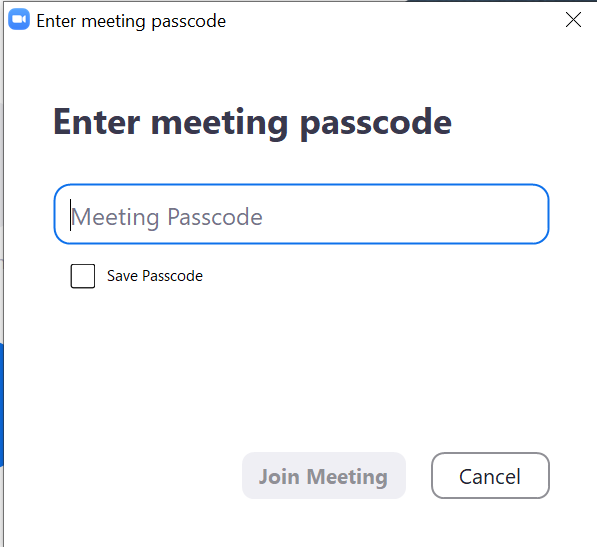 Enter meeting passcode
Enter meeting passcode
Meeting Passcode
Save Passcode
Join Meeting
Cancel